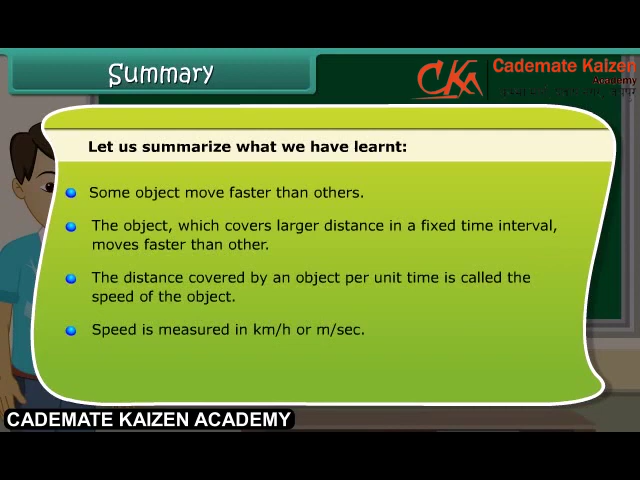 Summary
Cademate Kaizen
Academy
CKA
Let us summarize what we have learnt:
Some object move faster than others.
The object, which covers larger distance in a fixed time interval,
moves faster than other.
The distance covered by an object per unit time is called the
speed of the object.
Speed is measured in km/h or m/sec.
CADEMATE KAIZEN ACADEMY